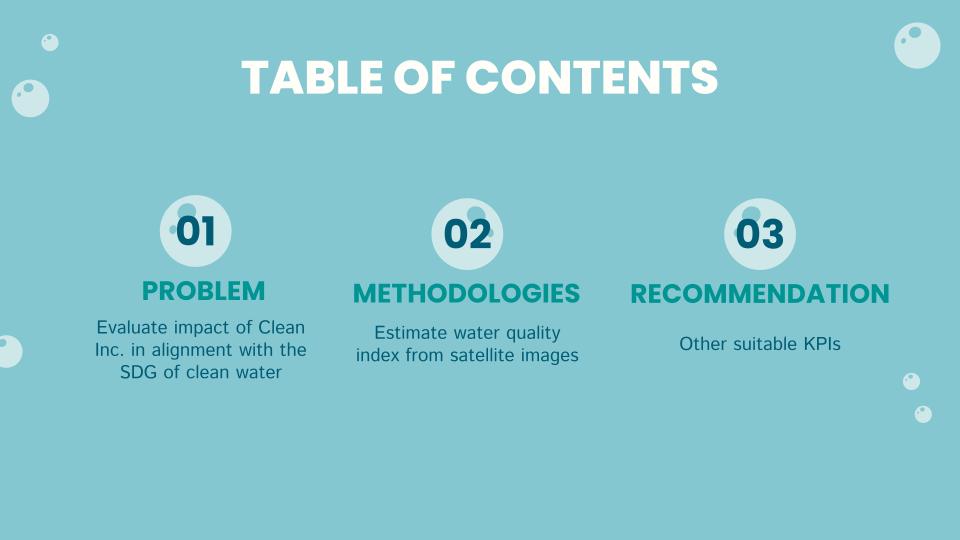 TABLE OF CONTENTS
01
PROBLEM
Evaluate impact of Clean
Inc. in alignment with the
SDG of clean water
02
METHODOLOGIES
Estimate water quality
index from satellite images
03
RECOMMENDATION
Other suitable KPIs